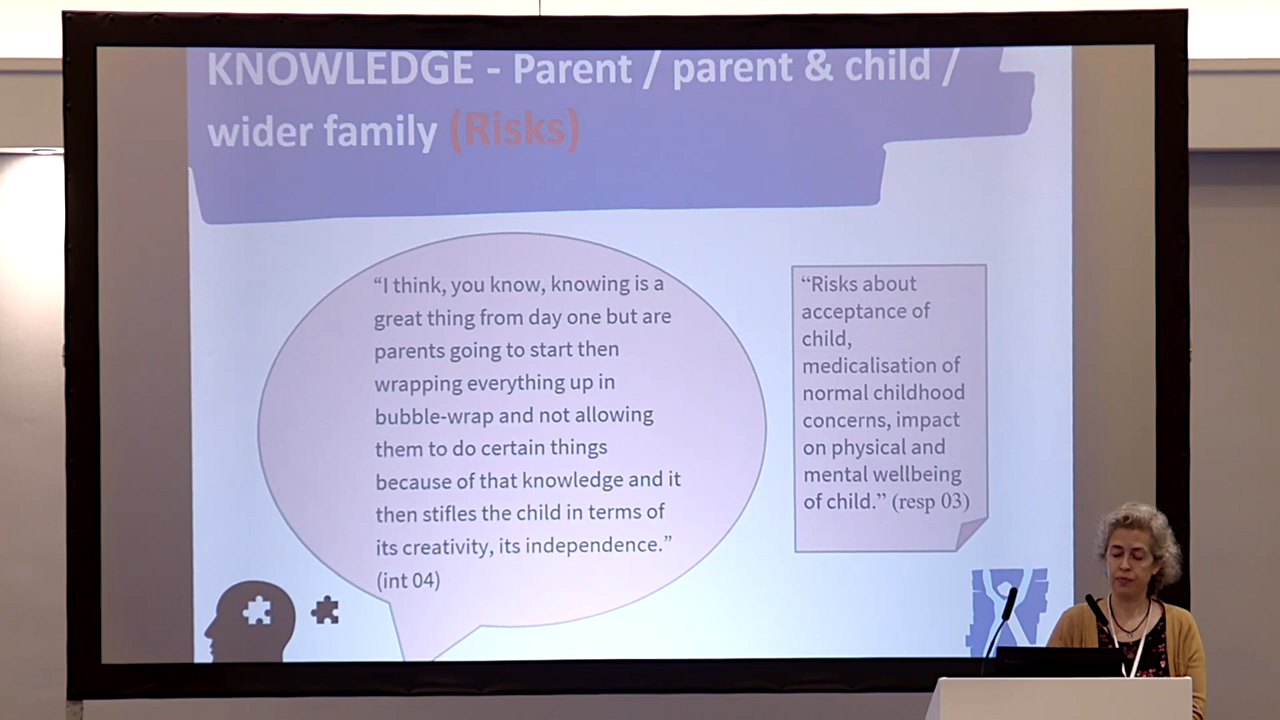 KNOWLEDGE - Parent / parent & child /
wider family (Risks)
“I think, you know, knowing is a
great thing from day one but are
parents going to start then
wrapping everything up in
bubble-wrap and not allowing
them to do certain things
because of that knowledge and it
then stifles the child in terms of
its creativity, its independence.”
(int 04)
“Risks about
acceptance of
child,
medicalisation of
normal childhood
concerns, impact
on physical and
mental wellbeing
of child.” (resp 03)